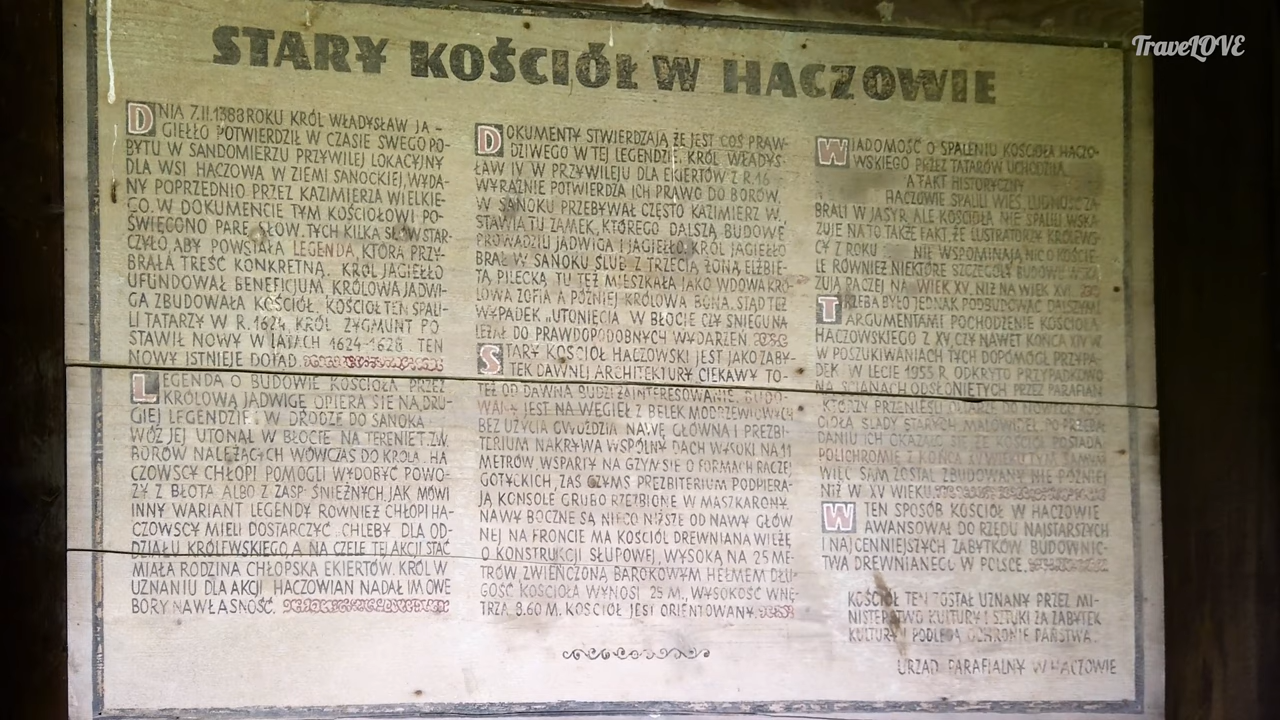 TraveLOVE
STARY KOŚCIÓŁ W HACZOWIE
DNIA 7.II.1388 ROKU KRÓL WŁADYSŁAW JA-
GIEŁŁO POTWIERDZIŁ W CZASIE SWEGO PO-
BYTU W SANDOMIERZU PRZYWILEJ LOKACYJNY
DLA WSI HACZOWA W ZIEMI SANOCKIEJ, WYDA-
NY POPRZEDNIO PRZEZ KAZIMIERZA WIELKIE-
GO. W DOKUMENCIE TYM KOŚCIOŁOWI PO-
ŚWIĘCONO PARĘ SŁOW. TYCH KILKA SŁÓW STAR-
CZYŁO, ABY POWSTAŁA LEGENDA, KTÓRA PRZY-
BRAŁA TREŚĆ KONKRETNĄ. KRÓL JAGIEŁŁO
UFUNDOWAŁ BENEFICJUM, KRÓLOWA JADWI-
GA ZBUDOWAŁA KOŚCIÓŁ. KOŚCIÓŁ TEN SPALI-
LI TATARZY W R. 1624. KRÓL ZYGMUNT PO-
STAWIŁ NOWY W LATACH 1624-1628. TEN
NOWY ISTNIEJE DOTĄD.
LEGENDA O BUDOWIE KOŚCIOŁA PRZEZ
KRÓLOWĄ JADWIGĘ OPIERA SIĘ NA DRU-
GIEJ LEGENDZIE: W DRODZE DO SANOKA
WÓZ JEJ UTONĄŁ W BŁOCIE NA TERENIE T.ZW.
BORÓW NALEŻĄCYCH WÓWCZAS DO KRÓLA. HA-
CZOWSCY CHŁOPI POMOGLI WYDOBYĆ POWO-
ZY Z BŁOTA ALBO Z ZASP ŚNIEŻNYCH, JAK MÓWI
INNY WARIANT LEGENDY. RÓWNIEŻ CHŁOPI HA-
CZOWSCY MIELI DOSTARCZYĆ CHLEBY DLA OD-
DZIAŁU KRÓLEWSKIEGO, A NA CZELE TEJ AKCJI STAĆ
MIAŁA RODZINA CHŁOPSKA EKIERTÓW. KRÓL W
UZNANIU DLA AKCJI HACZOWIAN NADAŁ IM OWE
BORY NA WŁASNOŚĆ.
DOKUMENTY STWIERDZAJĄ ŻE JEST COŚ PRAW-
DZIWEGO W TEJ LEGENDZIE. KRÓL WŁADYS-
ŁAW IV W PRZYWILEJU DLA EKIERTÓW Z R. 16
WYRAŹNIE POTWIERDZA ICH PRAWO DO BORÓW.
W SANOKU PRZEBYWAŁ CZĘSTO KAZIMIERZ W.,
STAWIA TU ZAMEK, KTÓREGO DALSZĄ BUDOWĘ
PROWADZILI JADWIGA I JAGIEŁŁO. KRÓL JAGIEŁŁO
BRAŁ W SANOKU ŚLUB Z TRZECIĄ ŻONĄ, ELŻBIE-
TĄ PILECKĄ. TU TEŻ MIESZKAŁA JAKO WDOWA KRÓ-
LOWA ZOFIA A PÓŹNIEJ KRÓLOWA BONA. STĄD TEŻ
WYPADEK „UTONIĘCIA" W BŁOCIE CZY ŚNIEGU NA
LEŻAŁ DO PRAWDOPODOBNYCH WYDARZEŃ
STARY KOŚCIÓŁ HACZOWSKI JEST JAKO ZABY-
TEK DAWNEJ ARCHITEKTURY CIEKAWY TO-
TEŻ OD DAWNA BUDZI ZAINTERESOWANIE. BUDO-
WANY JEST NA WĘGIEŁ Z BELEK MODRZEWIOWYCH
BEZ UŻYCIA GWOŹDZIA. NAWĘ GŁÓWNĄ I PREZBI-
TERIUM NAKRYWA WSPÓLNY DACH WYSOKI NA 11
METRÓW, WSPARTY NA GZYMSIE O FORMACH RACZEJ
GOTYCKICH, ZAŚ GZYMS PREZBITERIUM PODPIERA-
JĄ KONSOLE GRUBO RZEŹBIONE W MASZKARONY.
NAWY BOCZNE SĄ NIECO NIŻSZE OD NAWY GŁÓW
NEJ. NA FRONCIE MA KOŚCIÓŁ DREWNIANĄ WIEŻĘ
O KONSTRUKCJI SŁUPOWEJ, WYSOKĄ NA 25 ME-
TRÓW, ZWIEŃCZONĄ BAROKOWYM HEŁMEM. DŁU-
GOŚĆ KOŚCIOŁA WYNOSI 25 M, WYSOKOŚĆ WNĘ-
TRZA 8.60 M. KOŚCIÓŁ JEST ORIENTOWANY.
WIADOMOŚĆ O SPALENIU KOŚCIOŁA HACZO-
WSKIEGO PRZEZ TATARÓW UCHODZIŁA
A FAKT HISTORYCZNY
HACZOWIE SPALILI WIEŚ, LUDNOŚĆ ZA-
BRALI W JASYR, ALE KOŚCIOŁA NIE SPALILI. WSKA-
ZUJE NA TO TAKŻE FAKT, ŻE LUSTRATORZY KRÓLEWS-
CY Z ROKU NIE WSPOMINAJĄ NIC O KOŚCIE-
LE RÓWNIEŻ NIEKTÓRE SZCZEGÓŁY BUDOWY WSKA-
ZUJĄ RACZEJ NA WIEK XV, NIŻ NA WIEK XVI.
TRZEBA BYŁO JEDNAK PODBUDOWAĆ DALSZYMI
ARGUMENTAMI POCHODZENIE KOŚCIOŁA
HACZOWSKIEGO Z XV CZY NAWET KOŃCA XIV W.
W POSZUKIWANIACH TYCH DOPOMÓGŁ PRZYPA-
DEK. W LECIE 1955 R. ODKRYTO PRZYPADKOWO
NA ŚCIANACH ODSŁONIĘTYCH PRZEZ PARAFIAN
KTÓRZY PRZENIEŚLI OŁTARZE DO NOWEGO KOŚ-
CIOŁA ŚLADY STARYCH MALOWIDEŁ. PO PRZEBA-
DANIU ICH OKAZAŁO SIĘ ŻE KOŚCIÓŁ POSIADA
POLICHROMIĘ Z KOŃCA XV WIEKU TYM SAMYM
WIĘC SAM ZOSTAŁ ZBUDOWANY NIE PÓŹNIEJ
NIŻ W XV WIEKU.
W TEN SPOSÓB KOŚCIÓŁ W HACZOWIE
AWANSOWAŁ DO RZĘDU NAJSTARSZYCH
I NAJCENNIEJSZYCH ZABYTKÓW BUDOWNIC-
TWA DREWNIANEGO W POLSCE.
KOŚCIÓŁ TEN ZOSTAŁ UZNANY PRZEZ MI-
NISTERSTWO KULTURY I SZTUKI ZA ZABYTEK
KULTURY I PODLEGA OCHRONIE PAŃSTWA.
URZĄD PARAFIALNY W HACZOWIE